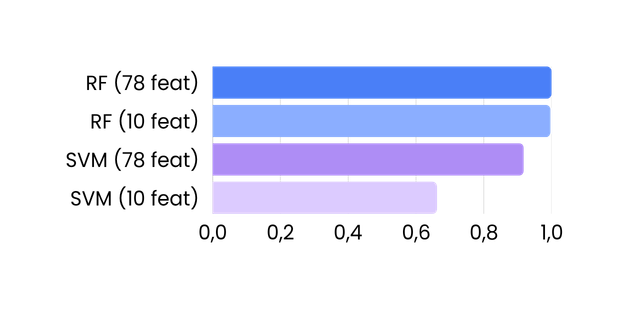 RF (78 feat)
RF (10 feat)
SVM (78 feat)
SVM (10 feat)
0,0 0,2 0,4 0,6 0,8 1,0